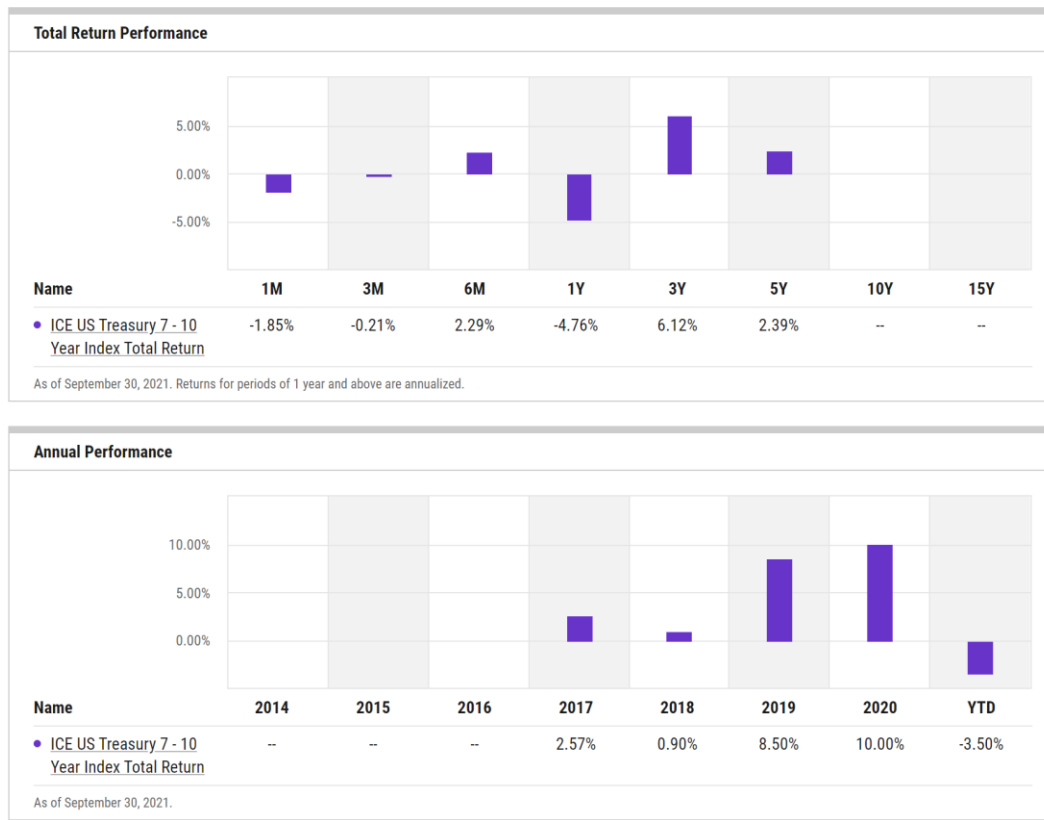 Total Return Performance
5.00%
0.00%
-5.00%
Name 1M 3M 6M 1Y 3Y 5Y 10Y 15Y
ICE US Treasury 7 - 10 -1.85% -0.21% 2.29% -4.76% 6.12% 2.39% -- --
Year Index Total Return
As of September 30, 2021. Returns for periods of 1 year and above are annualized.
Annual Performance
10.00%
5.00%
0.00%
Name 2014 2015 2016 2017 2018 2019 2020 YTD
ICE US Treasury 7 - 10 -- -- -- 2.57% 0.90% 8.50% 10.00% -3.50%
Year Index Total Return
As of September 30, 2021.